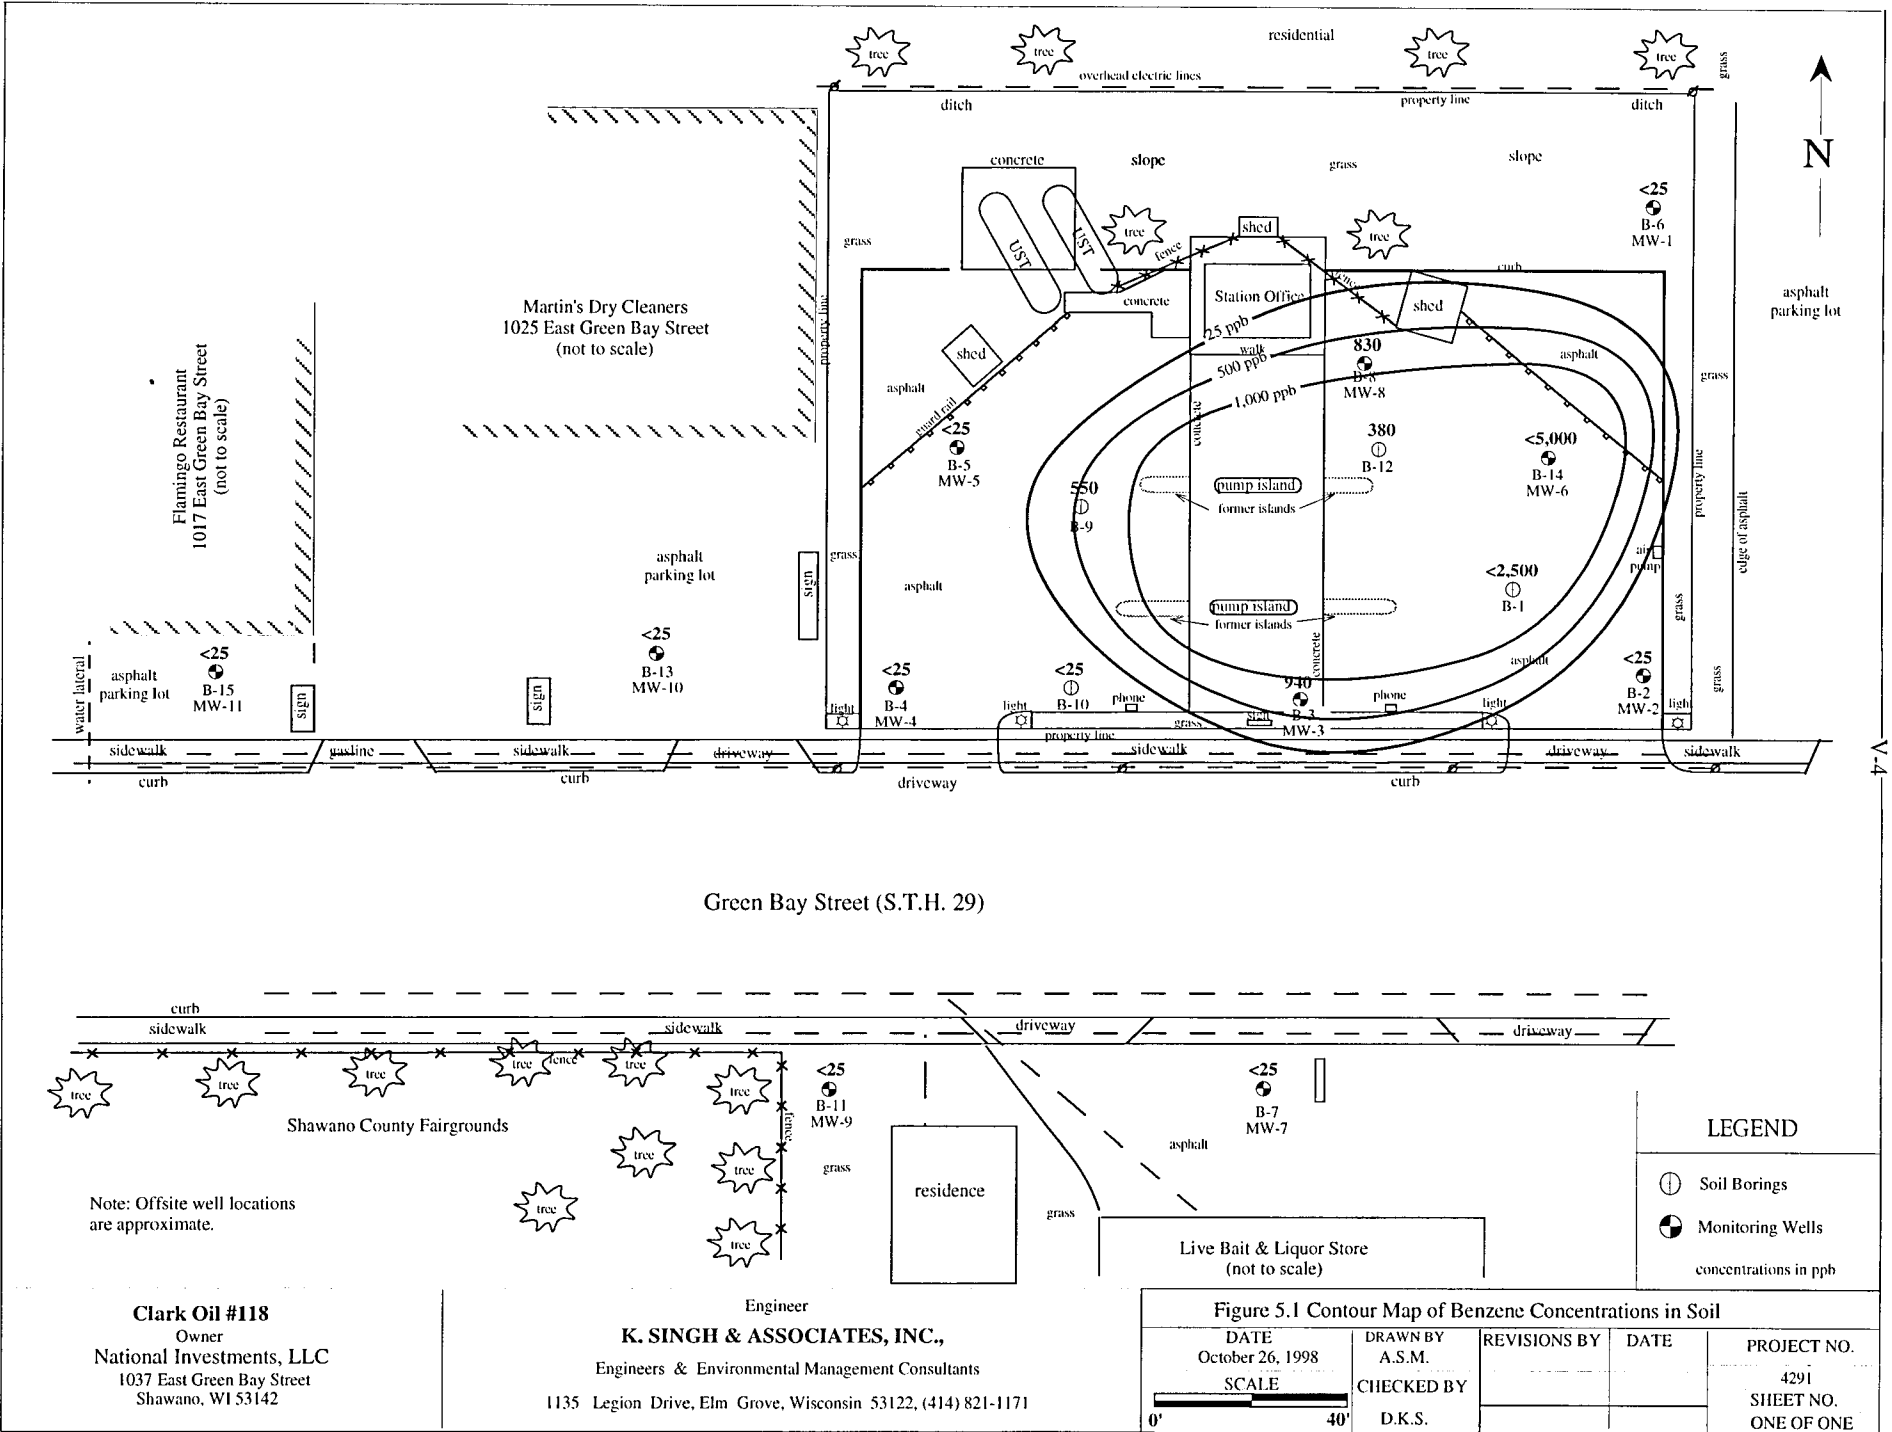 residential
tree
tree
tree
tree
grass
overhead electric lines
ditch
property line
ditch
N
concrete
slope
grass
slope
<25
B-6
MW-1
UST
UST
tree
shed
tree
grass
fence
fence
curb
concrete
Station Office
shed
asphalt
parking lot
Martin's Dry Cleaners
1025 East Green Bay Street
(not to scale)
property line
25 ppb
walk
500 ppb
830
B-8
MW-8
asphalt
shed
asphalt
grass
Flamingo Restaurant
1017 East Green Bay Street
(not to scale)
1,000 ppb
concrete
guard rail
<25
B-5
MW-5
380
B-12
<5,000
B-14
MW-6
property line
550
B-9
pump island
former islands
edge of asphalt
asphalt
parking lot
sign
grass
asphalt
air
pump
<2,500
B-1
pump island
former islands
grass
<25
B-13
MW-10
concrete
asphalt
water lateral
asphalt
parking lot
<25
B-15
MW-11
sign
sign
<25
B-4
MW-4
<25
B-10
phone
940
B-3
MW-3
phone
<25
B-2
MW-2
grass
light
light
light
light
grass
sign
property line
sidewalk
gasline
sidewalk
driveway
sidewalk
driveway
sidewalk
curb
curb
driveway
curb
V-4
Green Bay Street (S.T.H. 29)
curb
sidewalk
sidewalk
driveway
driveway
fence
tree
tree
tree
tree
tree
tree
<25
B-11
MW-9
<25
B-7
MW-7
Shawano County Fairgrounds
fence
tree
tree
tree
tree
grass
asphalt
residence
grass
Note: Offsite well locations
are approximate.
Live Bait & Liquor Store
(not to scale)
LEGEND
Soil Borings
Monitoring Wells
concentrations in ppb
Clark Oil #118
Owner
National Investments, LLC
1037 East Green Bay Street
Shawano, WI 53142
Engineer
K. SINGH & ASSOCIATES, INC.,
Engineers & Environmental Management Consultants
1135 Legion Drive, Elm Grove, Wisconsin 53122, (414) 821-1171
Figure 5.1 Contour Map of Benzene Concentrations in Soil
DATE
October 26, 1998
SCALE
0'
40'
DRAWN BY
A.S.M.
CHECKED BY
D.K.S.
REVISIONS BY
DATE
PROJECT NO.
4291
SHEET NO.
ONE OF ONE